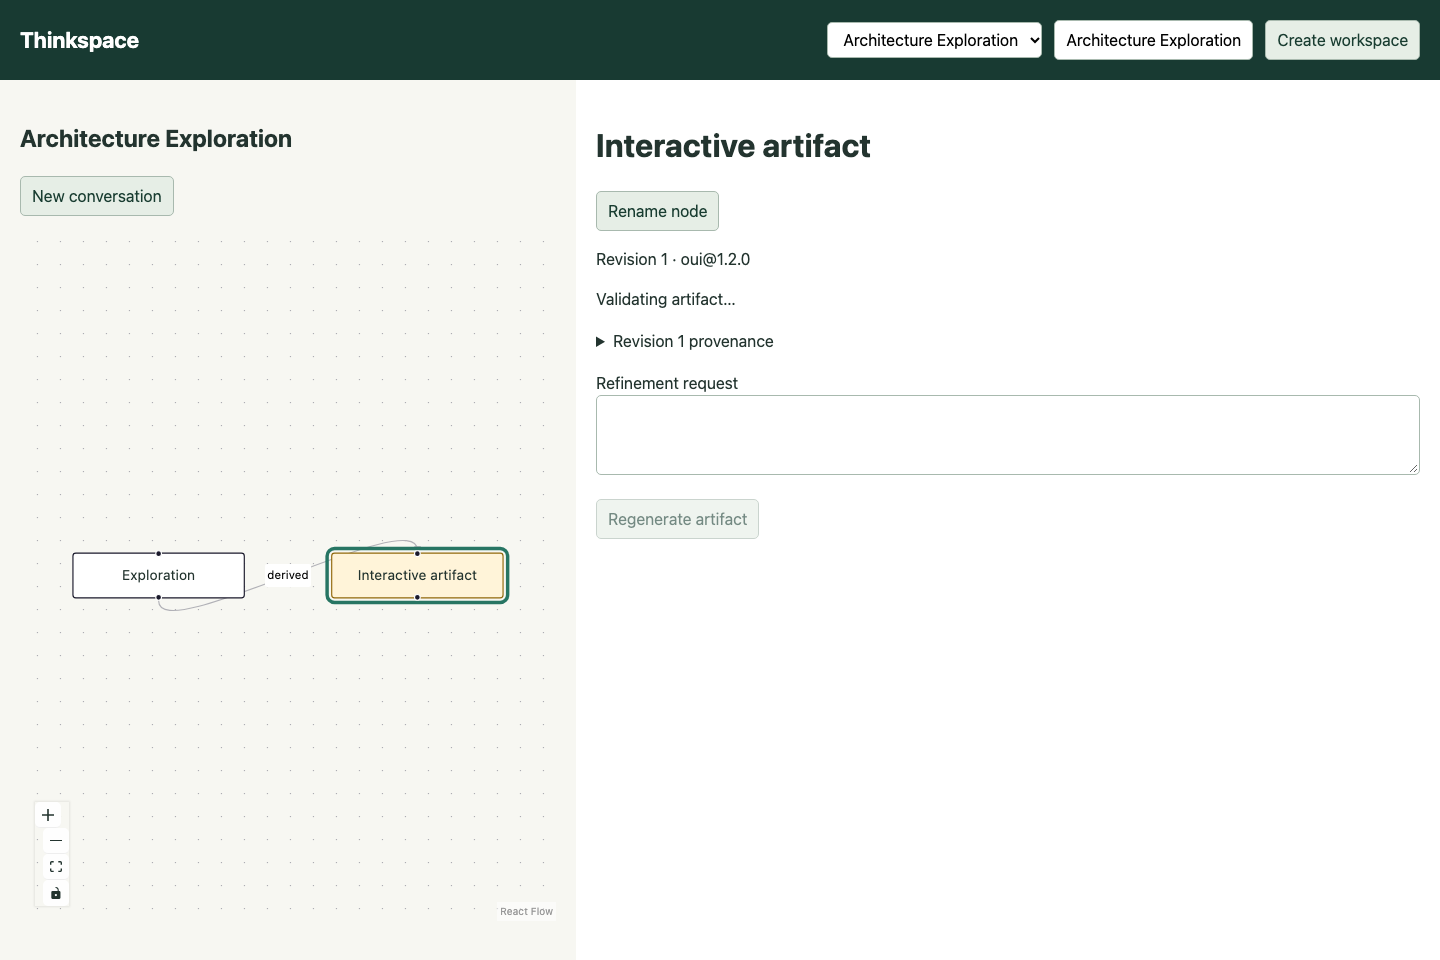 Thinkspace
Architecture Exploration
Architecture Exploration
Create workspace
Architecture Exploration
New conversation
Exploration
derived
Interactive artifact
React Flow
Interactive artifact
Rename node
Revision 1 · oui@1.2.0
Validating artifact...
Revision 1 provenance
Refinement request
Regenerate artifact